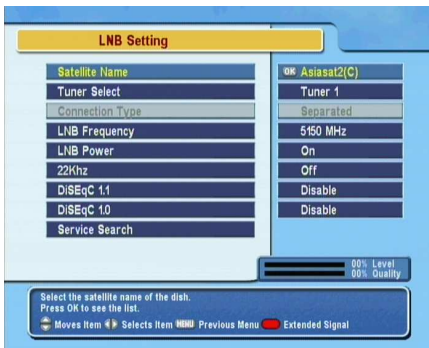 LNB Setting
Satellite Name OK Asiasat2(C)
Tuner Select Tuner 1
Connection Type Separated
LNB Frequency 5150 MHz
LNB Power On
22Khz Off
DiSEqC 1.1 Disable
DiSEqC 1.0 Disable
Service Search
00% Level
00% Quality
Select the satellite name of the dish.
Press OK to see the list.
Moves Item Selects Item MENU Previous Menu Extended Signal